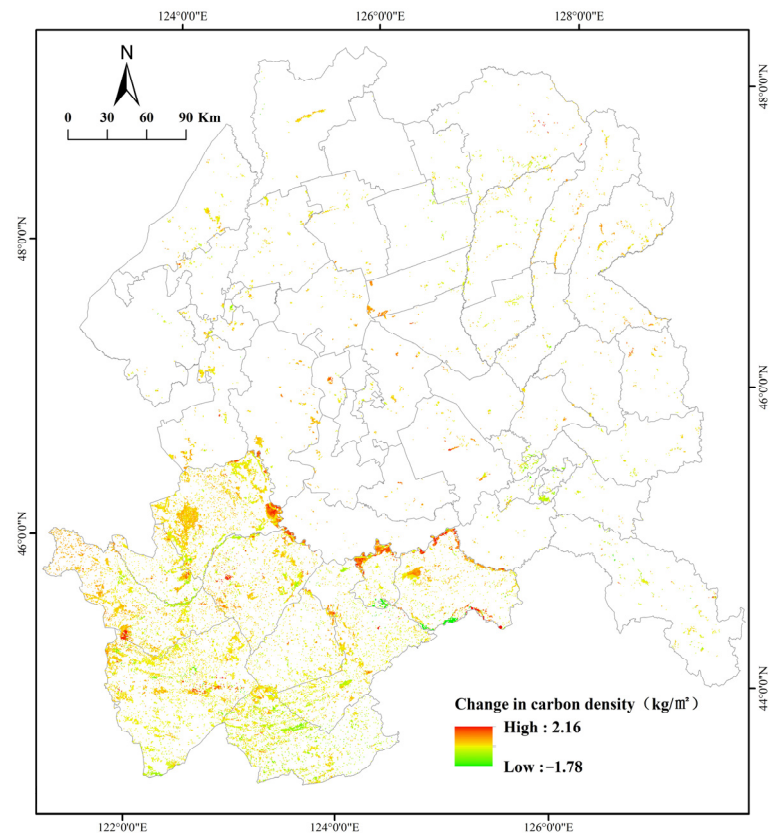 124°0'0"E 126°0'0"E 128°0'0"E
N
0 30 60 90 Km
48°0'0"N
48°0'0"N
46°0'0"N
46°0'0"N
44°0'0"N
Change in carbon density（kg/㎡）
High : 2.16
Low :−1.78
122°0'0"E 124°0'0"E 126°0'0"E